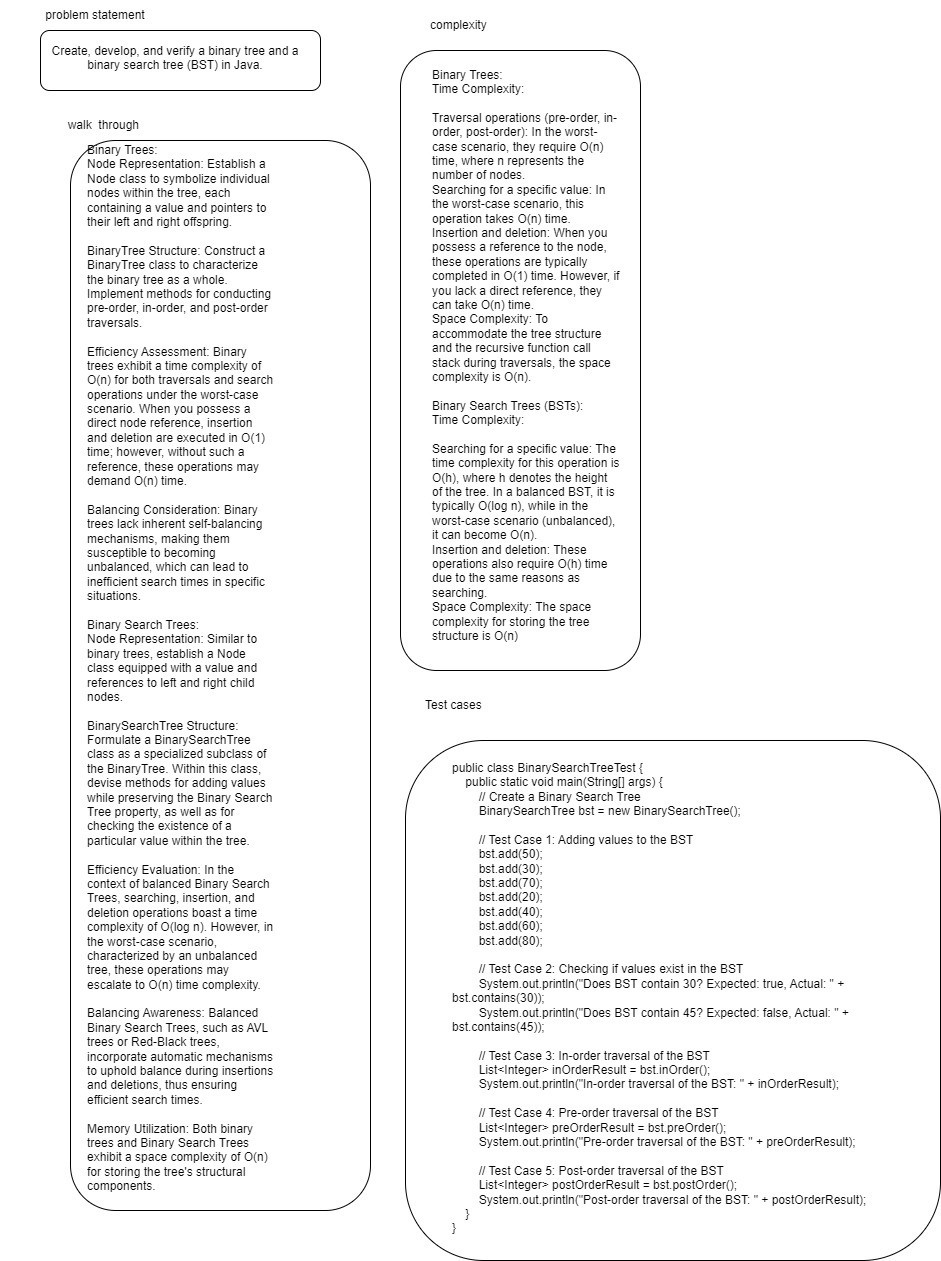 problem statement
Create, develop, and verify a binary tree and a
binary search tree (BST) in Java.
walk  through
Binary Trees:
Node Representation: Establish a
Node class to symbolize individual
nodes within the tree, each
containing a value and pointers to
their left and right offspring.
BinaryTree Structure: Construct a
BinaryTree class to characterize
the binary tree as a whole.
Implement methods for conducting
pre-order, in-order, and post-order
traversals.
Efficiency Assessment: Binary
trees exhibit a time complexity of
O(n) for both traversals and search
operations under the worst-case
scenario. When you possess a
direct node reference, insertion
and deletion are executed in O(1)
time; however, without such a
reference, these operations may
demand O(n) time.
Balancing Consideration: Binary
trees lack inherent self-balancing
mechanisms, making them
susceptible to becoming
unbalanced, which can lead to
inefficient search times in specific
situations.
Binary Search Trees:
Node Representation: Similar to
binary trees, establish a Node
class equipped with a value and
references to left and right child
nodes.
BinarySearchTree Structure:
Formulate a BinarySearchTree
class as a specialized subclass of
the BinaryTree. Within this class,
devise methods for adding values
while preserving the Binary Search
Tree property, as well as for
checking the existence of a
particular value within the tree.
Efficiency Evaluation: In the
context of balanced Binary Search
Trees, searching, insertion, and
deletion operations boast a time
complexity of O(log n). However, in
the worst-case scenario,
characterized by an unbalanced
tree, these operations may
escalate to O(n) time complexity.
Balancing Awareness: Balanced
Binary Search Trees, such as AVL
trees or Red-Black trees,
incorporate automatic mechanisms
to uphold balance during insertions
and deletions, thus ensuring
efficient search times.
Memory Utilization: Both binary
trees and Binary Search Trees
exhibit a space complexity of O(n)
for storing the tree's structural
components.
complexity
Binary Trees:
Time Complexity:
Traversal operations (pre-order, in-
order, post-order): In the worst-
case scenario, they require O(n)
time, where n represents the
number of nodes.
Searching for a specific value: In
the worst-case scenario, this
operation takes O(n) time.
Insertion and deletion: When you
possess a reference to the node,
these operations are typically
completed in O(1) time. However, if
you lack a direct reference, they
can take O(n) time.
Space Complexity: To
accommodate the tree structure
and the recursive function call
stack during traversals, the space
complexity is O(n).
Binary Search Trees (BSTs):
Time Complexity:
Searching for a specific value: The
time complexity for this operation is
O(h), where h denotes the height
of the tree. In a balanced BST, it is
typically O(log n), while in the
worst-case scenario (unbalanced),
it can become O(n).
Insertion and deletion: These
operations also require O(h) time
due to the same reasons as
searching.
Space Complexity: The space
complexity for storing the tree
structure is O(n)
Test cases
public class BinarySearchTreeTest {
public static void main(String[] args) {
// Create a Binary Search Tree
BinarySearchTree bst = new BinarySearchTree();
// Test Case 1: Adding values to the BST
bst.add(50);
bst.add(30);
bst.add(70);
bst.add(20);
bst.add(40);
bst.add(60);
bst.add(80);
// Test Case 2: Checking if values exist in the BST
System.out.println("Does BST contain 30? Expected: true, Actual: " +
bst.contains(30));
System.out.println("Does BST contain 45? Expected: false, Actual: " +
bst.contains(45));
// Test Case 3: In-order traversal of the BST
List<Integer> inOrderResult = bst.inOrder();
System.out.println("In-order traversal of the BST: " + inOrderResult);
// Test Case 4: Pre-order traversal of the BST
List<Integer> preOrderResult = bst.preOrder();
System.out.println("Pre-order traversal of the BST: " + preOrderResult);
// Test Case 5: Post-order traversal of the BST
List<Integer> postOrderResult = bst.postOrder();
System.out.println("Post-order traversal of the BST: " + postOrderResult);
}
}